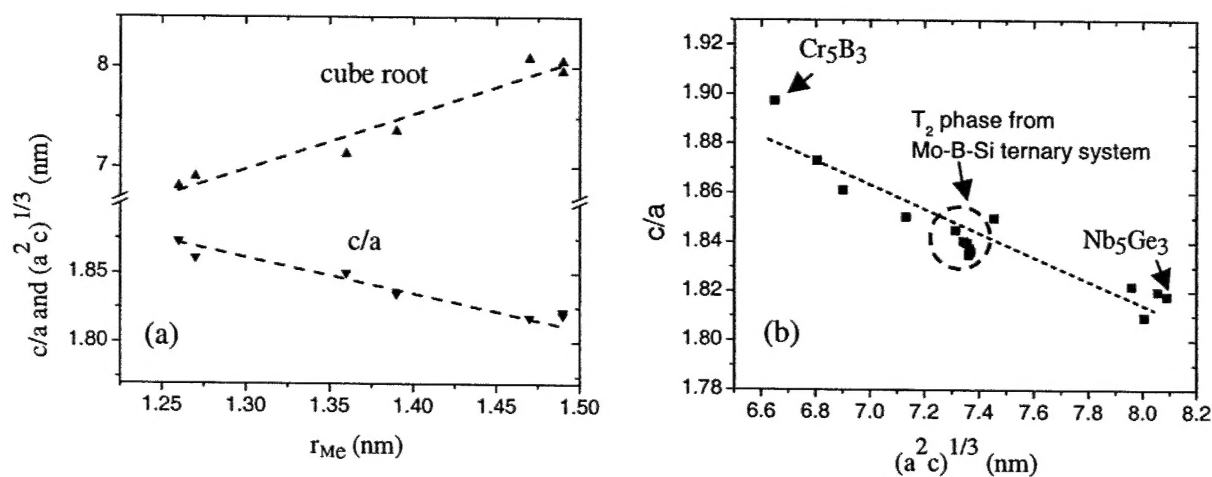 c/a and (a²c)^1/3 (nm)
8
7
1.85
1.80
cube root
c/a
(a)
1.25 1.30 1.35 1.40 1.45 1.50
r_Me (nm)
c/a
1.92
1.90
1.88
1.86
1.84
1.82
1.80
1.78
Cr₅B₃
T₂ phase from
Mo-B-Si ternary system
Nb₅Ge₃
(b)
6.6 6.8 7.0 7.2 7.4 7.6 7.8 8.0 8.2
(a²c)^1/3 (nm)